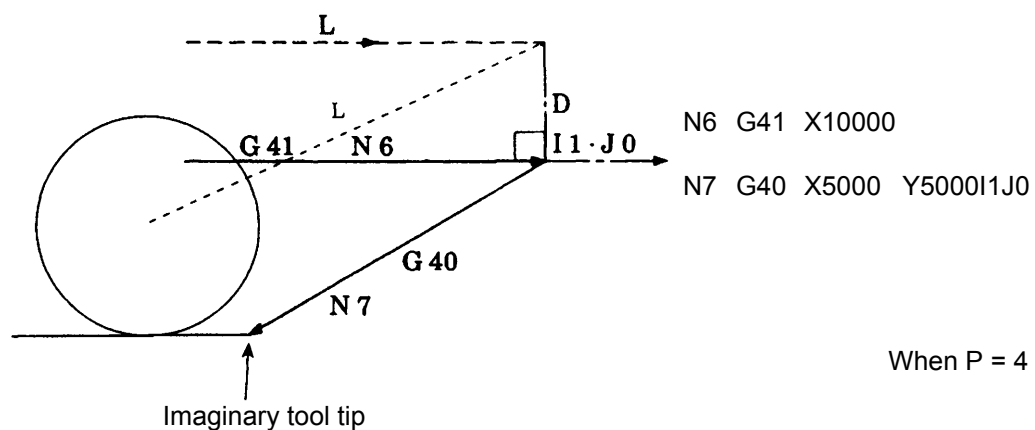 L
L
D
G 41 N 6 I 1 · J 0
N6 G41 X10000
N7 G40 X5000 Y5000I1J0
G 40
N 7
When P = 4
Imaginary tool tip